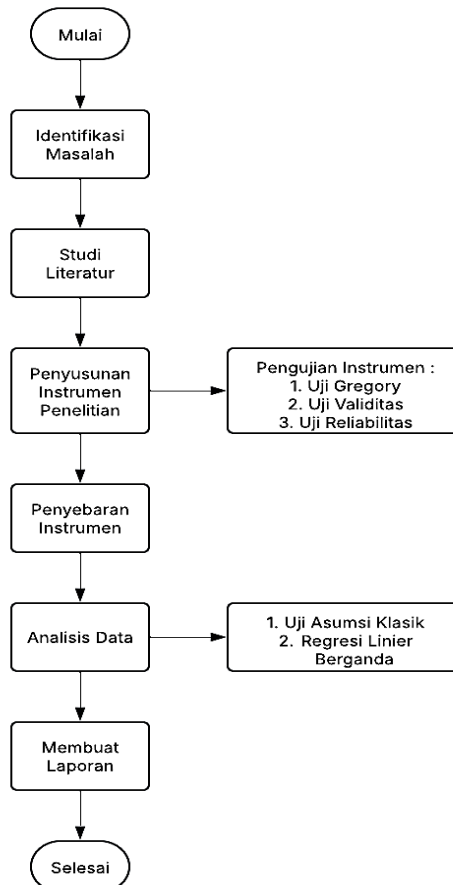 Mulai
Identifikasi
Masalah
Studi
Literatur
Penyusunan
Instrumen
Penelitian
Pengujian Instrumen :
1. Uji Gregory
2. Uji Validitas
3. Uji Reliabilitas
Penyebaran
Instrumen
Analisis Data
1. Uji Asumsi Klasik
2. Regresi Linier
Berganda
Membuat
Laporan
Selesai